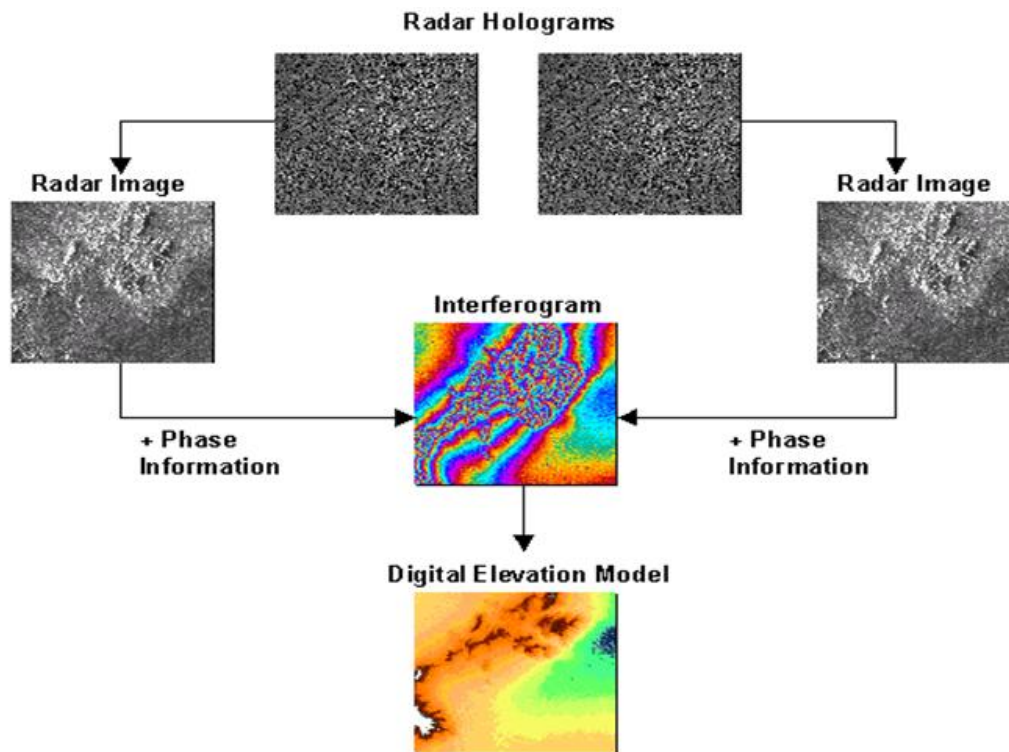 Radar Holograms
Radar Image
Radar Image
Interferogram
+ Phase
Information
+ Phase
Information
Digital Elevation Model